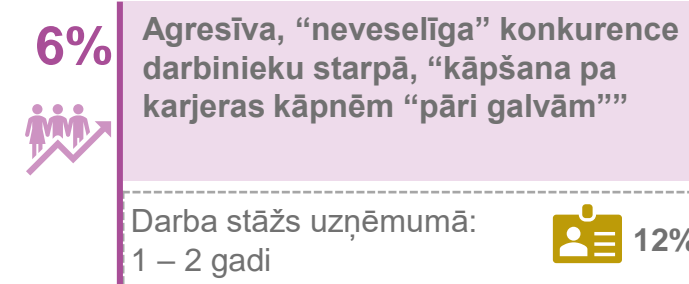 6%
Agresīva, “neveselīga” konkurence
darbinieku starpā, “kāpšana pa
karjeras kāpnēm “pāri galvām””
Darba stāžs uzņēmumā:
1 – 2 gadi
12%